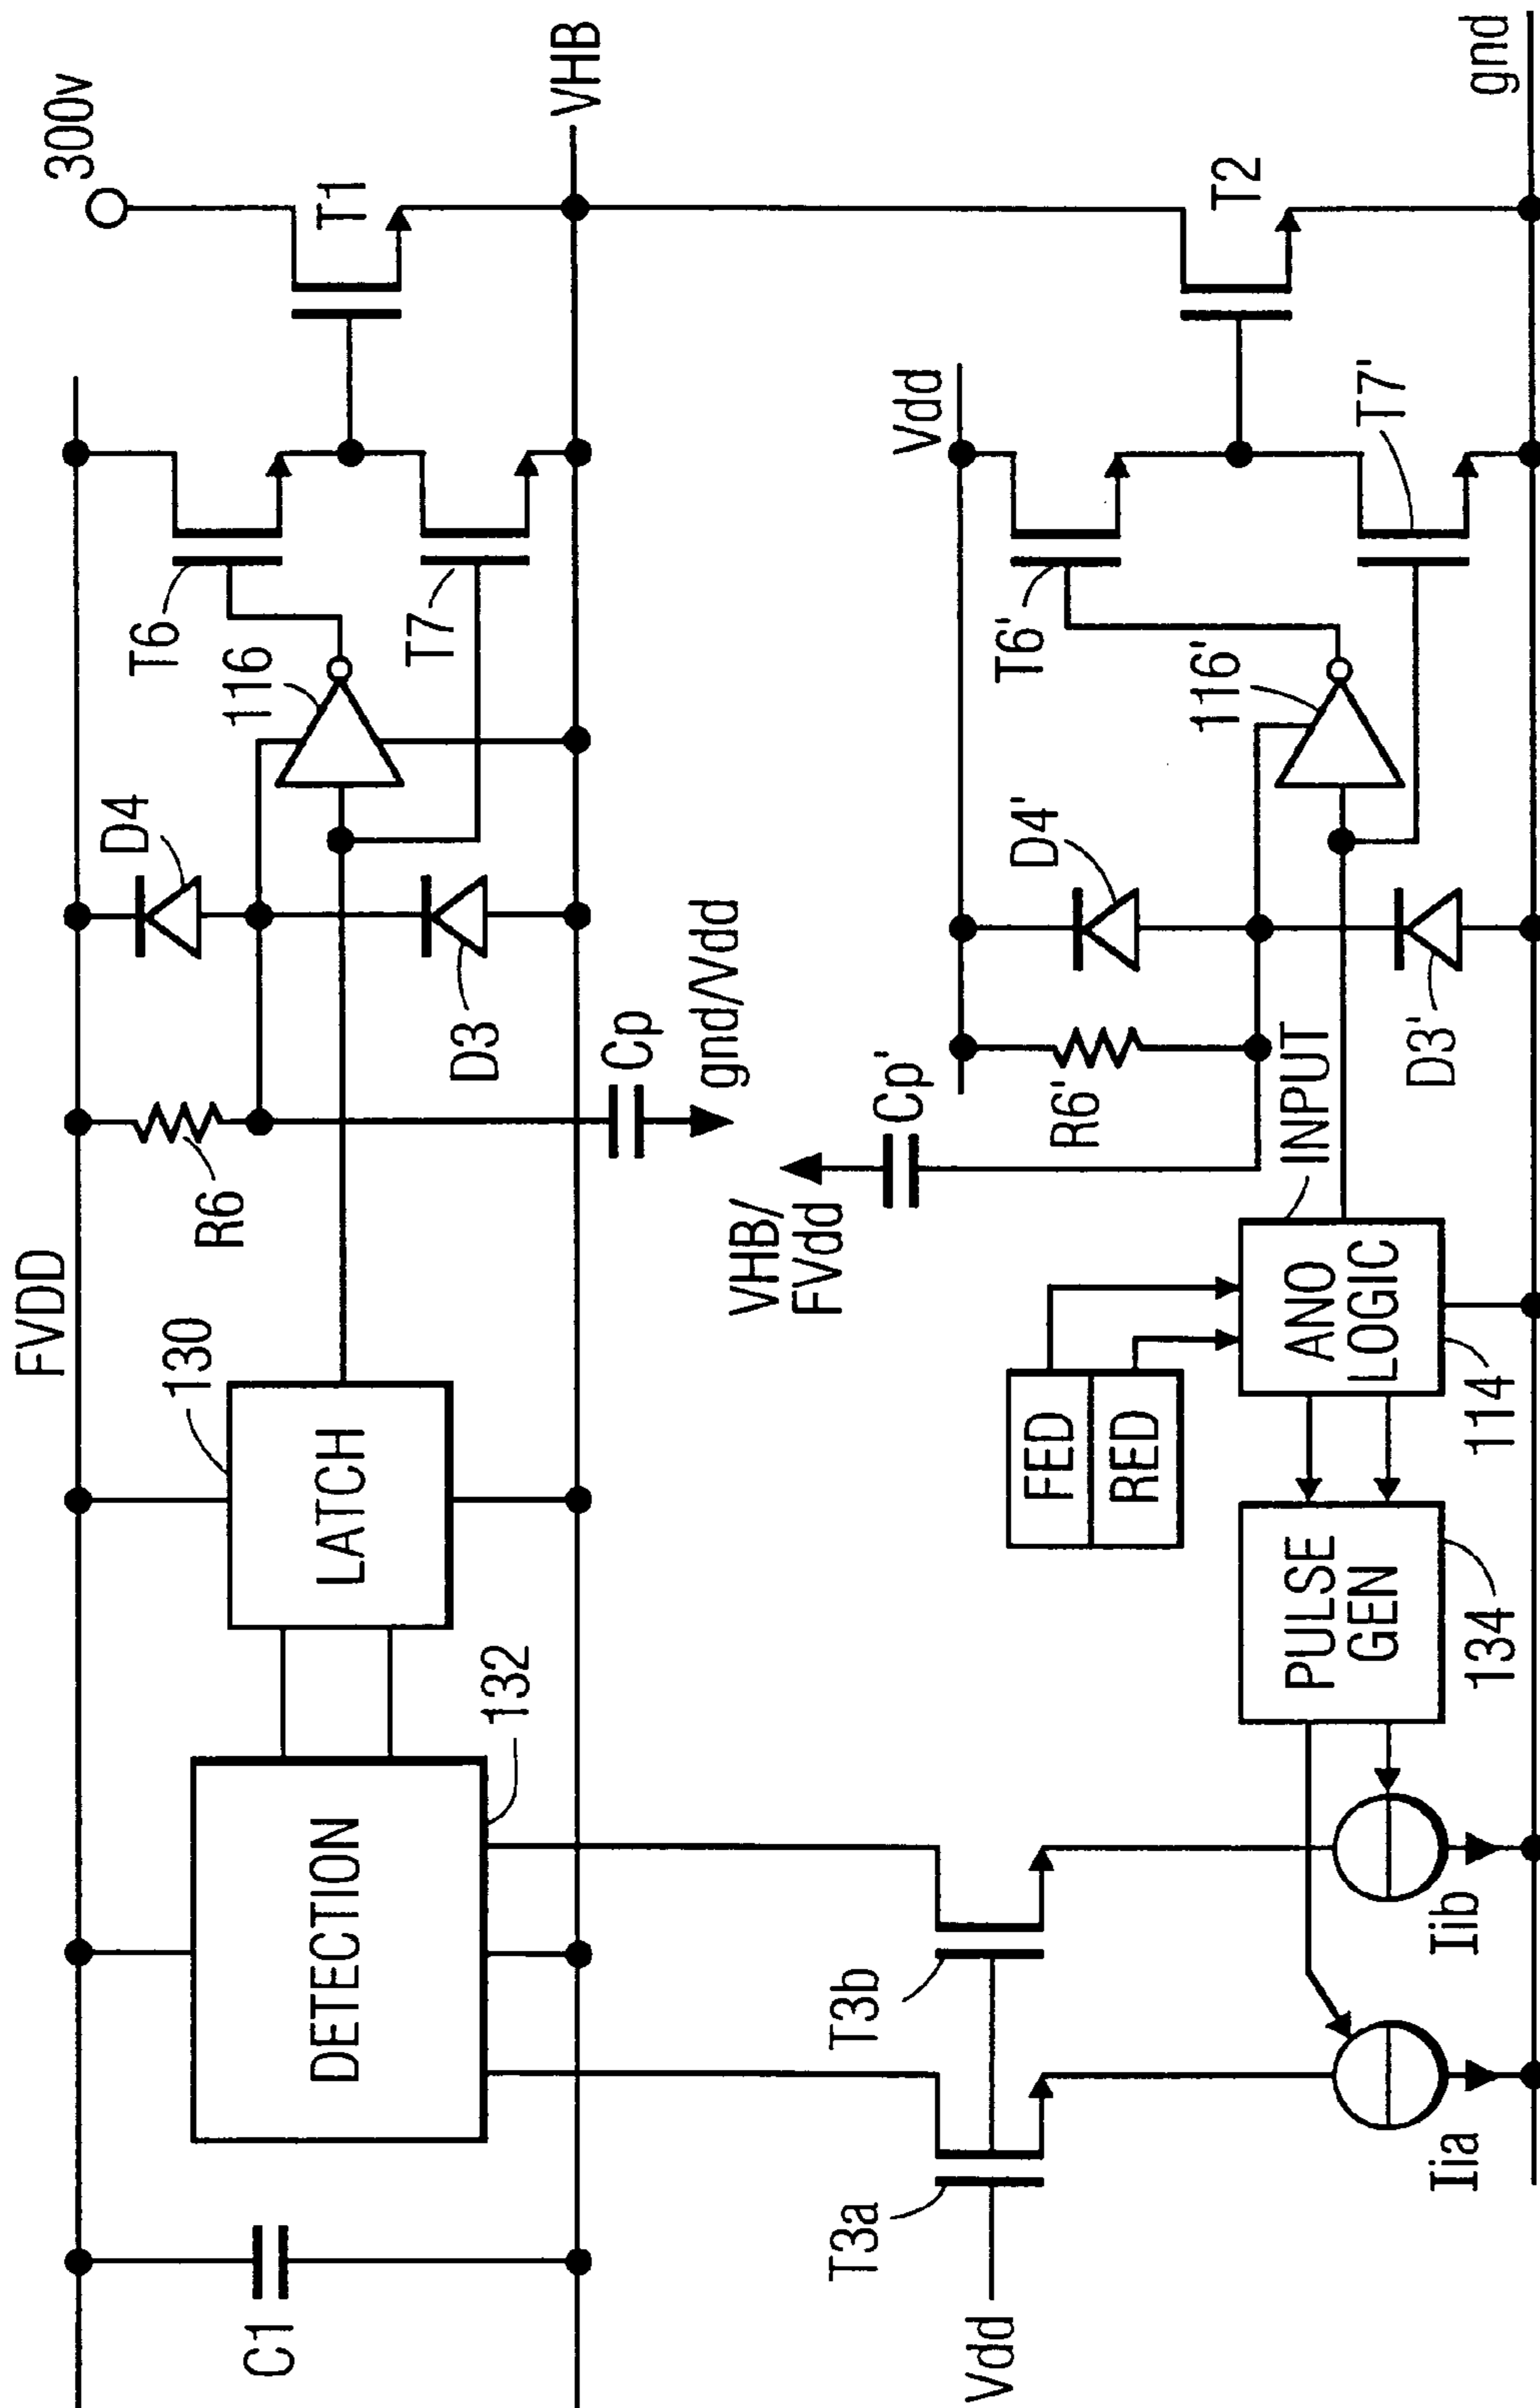 FVDD
300v
C1
DETECTION
132
LATCH
130
R6
D4
D3
116
T6
T7
T1
VHB
Cp
gnd/Vdd
VHB/
FVdd
Cp'
Vdd
T3a
T3b
Iia
Iib
PULSE
GEN
134
FED
RED
ANO
LOGIC
114
INPUT
R6'
D4'
D3'
116'
T6'
T7'
Vdd
T2
gnd